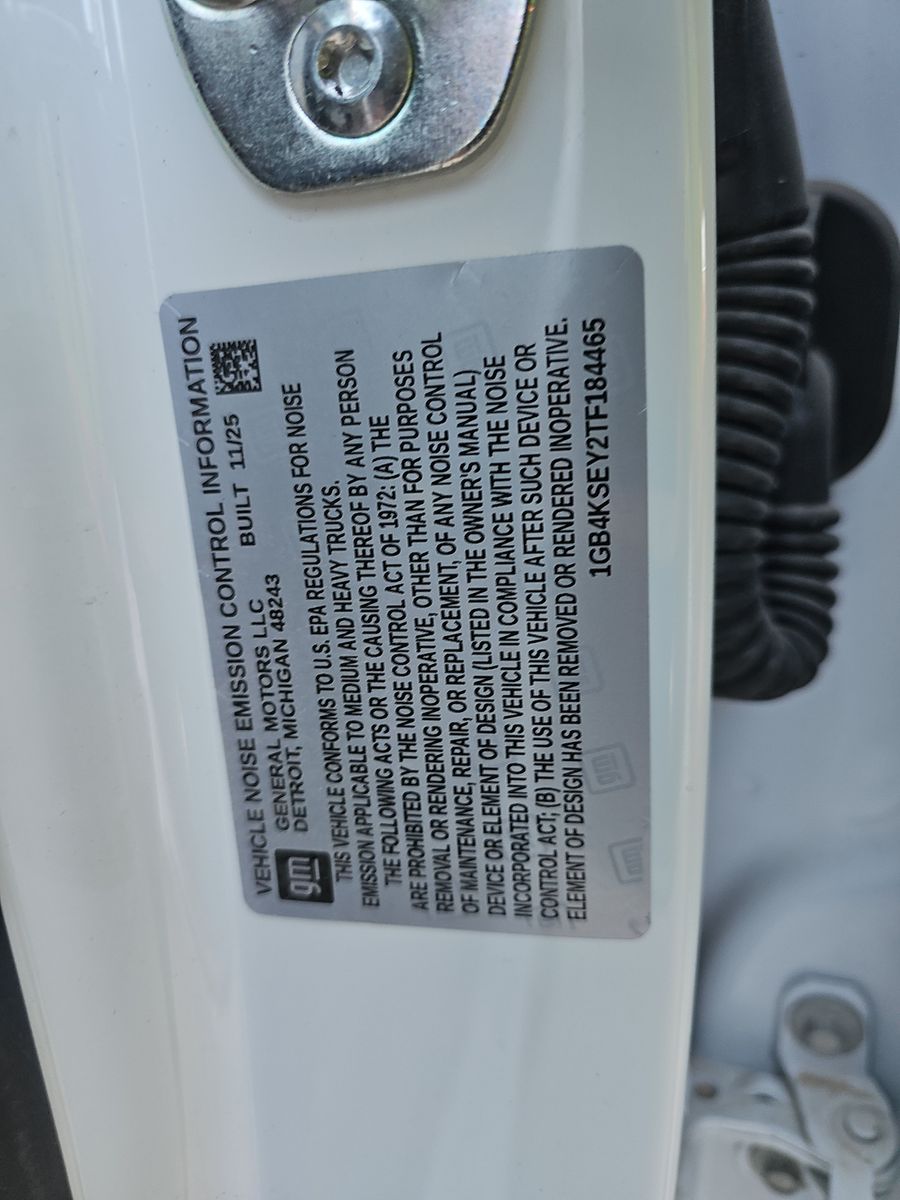 VEHICLE NOISE EMISSION CONTROL INFORMATION
gm
GENERAL MOTORS LLC BUILT 11/25
DETROIT, MICHIGAN 48243
THIS VEHICLE CONFORMS TO U.S. EPA REGULATIONS FOR NOISE
EMISSION APPLICABLE TO MEDIUM AND HEAVY TRUCKS.
THE FOLLOWING ACTS OR THE CAUSING THEREOF BY ANY PERSON
ARE PROHIBITED BY THE NOISE CONTROL ACT OF 1972: (A) THE
REMOVAL OR RENDERING INOPERATIVE, OTHER THAN FOR PURPOSES
OF MAINTENANCE, REPAIR, OR REPLACEMENT, OF ANY NOISE CONTROL
DEVICE OR ELEMENT OF DESIGN (LISTED IN THE OWNER'S MANUAL)
INCORPORATED INTO THIS VEHICLE IN COMPLIANCE WITH THE NOISE
CONTROL ACT; (B) THE USE OF THIS VEHICLE AFTER SUCH DEVICE OR
ELEMENT OF DESIGN HAS BEEN REMOVED OR RENDERED INOPERATIVE.
1GB4KSEY2TF184465
gm
gm